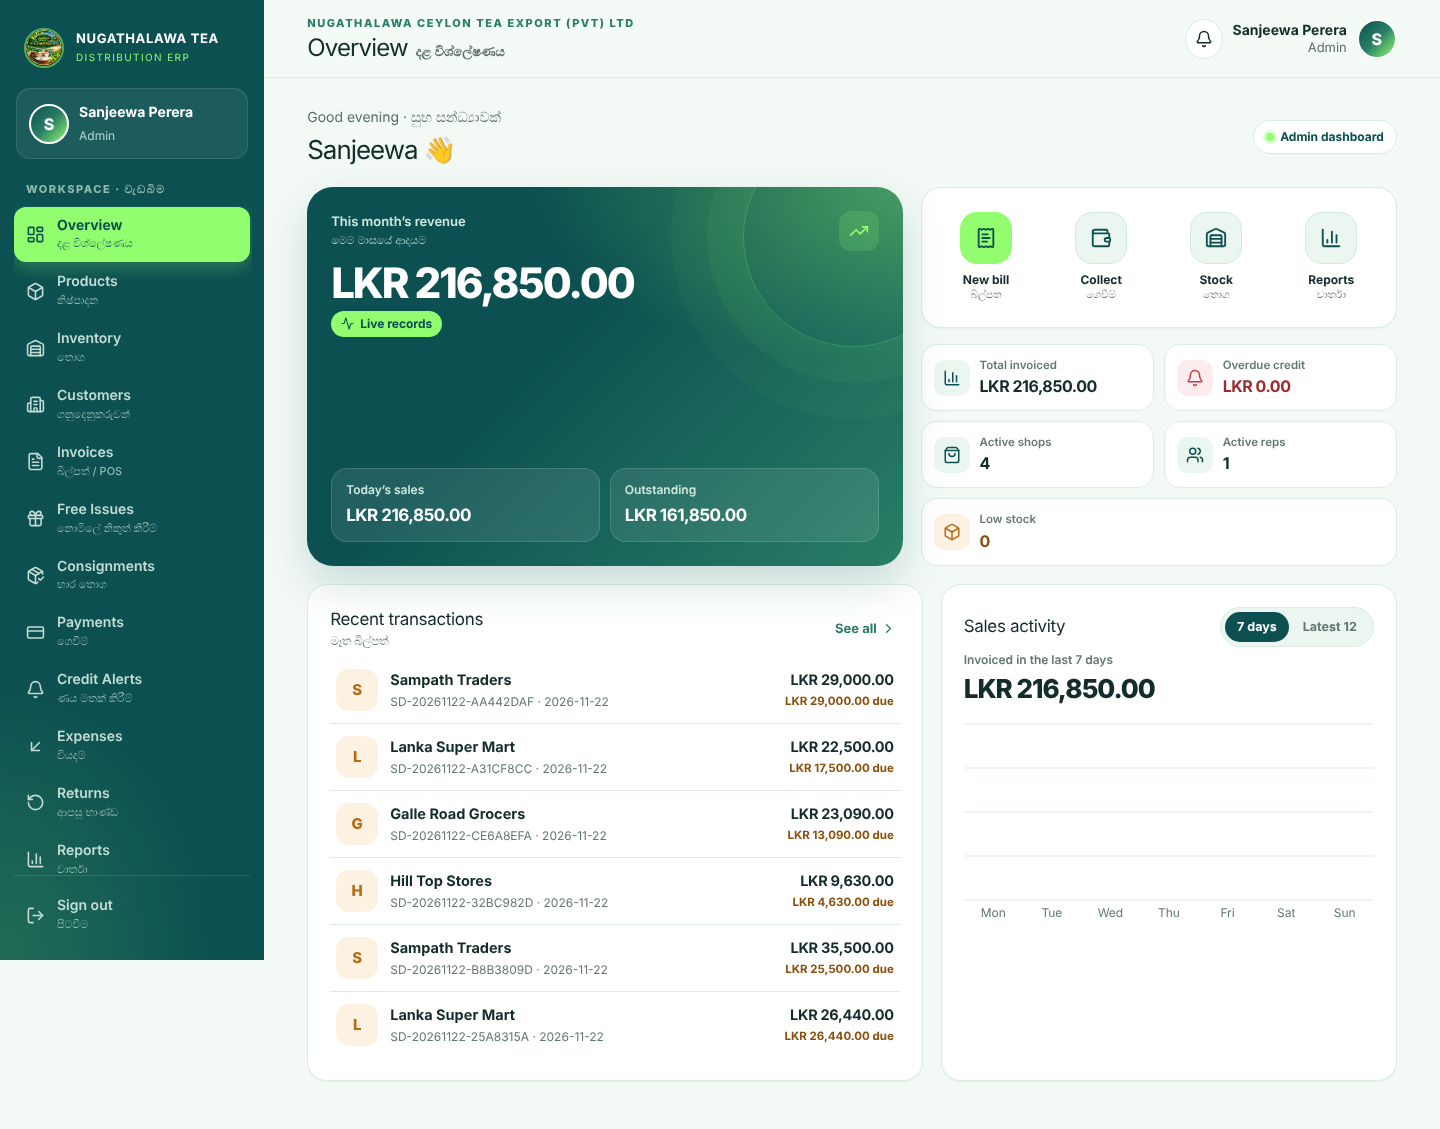 NUGATHALAWA TEA
DISTRIBUTION ERP
S
Sanjeewa Perera
Admin
WORKSPACE · වැඩබිම
Overview
දළ විශ්ලේෂණය
Products
නිෂ්පාදන
Inventory
තොග
Customers
ගනුදෙනුකරුවන්
Invoices
බිල්පත් / POS
Free Issues
නොමිලේ නිකුත් කිරීම්
Consignments
භාර තොග
Payments
ගෙවීම්
Credit Alerts
ණය මතක් කිරීම්
Expenses
වියදම්
Returns
ආපසු භාණ්ඩ
Reports
වාර්තා
Sign out
පිටවීම
NUGATHALAWA CEYLON TEA EXPORT (PVT) LTD
Overview දළ විශ්ලේෂණය
Sanjeewa Perera
Admin
S
Good evening · සුභ සන්ධ්‍යාවක්
Sanjeewa 👋
Admin dashboard
This month's revenue
මෙම මාසයේ ආදායම
LKR 216,850.00
Live records
Today's sales
LKR 216,850.00
Outstanding
LKR 161,850.00
New bill
බිල්පත
Collect
ගෙවීම්
Stock
තොග
Reports
වාර්තා
Total invoiced
LKR 216,850.00
Overdue credit
LKR 0.00
Active shops
4
Active reps
1
Low stock
0
Recent transactions
මෑත බිල්පත්
See all
S
Sampath Traders
LKR 29,000.00
SD-20261122-AA442DAF · 2026-11-22
LKR 29,000.00 due
L
Lanka Super Mart
LKR 22,500.00
SD-20261122-A31CF8CC · 2026-11-22
LKR 17,500.00 due
G
Galle Road Grocers
LKR 23,090.00
SD-20261122-CE6A8EFA · 2026-11-22
LKR 13,090.00 due
H
Hill Top Stores
LKR 9,630.00
SD-20261122-32BC982D · 2026-11-22
LKR 4,630.00 due
S
Sampath Traders
LKR 35,500.00
SD-20261122-B8B3809D · 2026-11-22
LKR 25,500.00 due
L
Lanka Super Mart
LKR 26,440.00
SD-20261122-25A8315A · 2026-11-22
LKR 26,440.00 due
Sales activity
7 days
Latest 12
Invoiced in the last 7 days
LKR 216,850.00
Mon Tue Wed Thu Fri Sat Sun